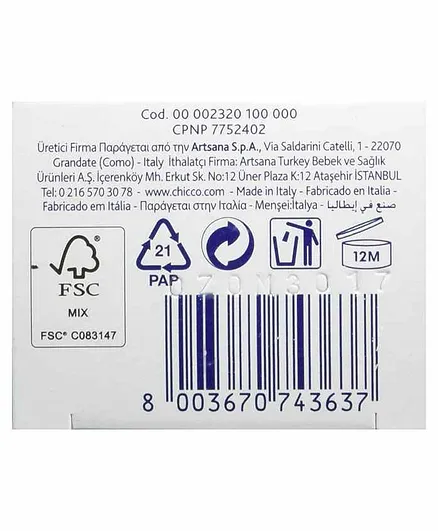 Cod. 00 002320 100 000
CPNP 7752402
Üretici Firma Παράγεται από την Artsana S.p.A., Via Saldarini Catelli, 1 - 22070
Grandate (Como) - Italy İthalatçı Firma: Artsana Turkey Bebek ve Sağlık
Ürünleri A.Ş. İçerenköy Mh. Erkut Sk. No:12 Üner Plaza K:12 Ataşehir İSTANBUL
Tel; 0 216 570 30 78 - www.chicco.com - Made in Italy - Fabricado en Italia -
Fabricado em Itália - Παράγεται στην Ιταλία - Menşei:İtalya - صنع في إيطاليا
FSC
MIX
FSC® C083147
21
PAP
12M
8 003670 743637